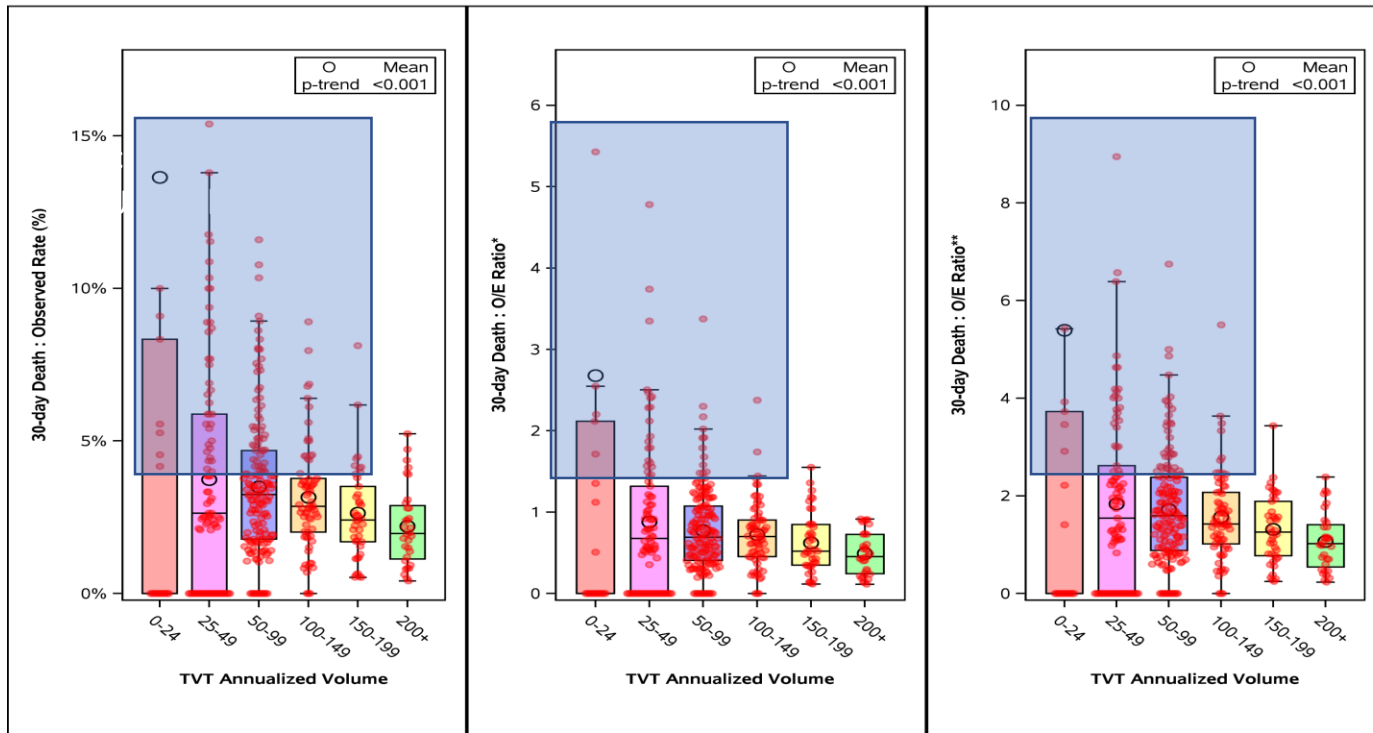 Mean
p-trend <0.001
15%
10%
5%
0%
30-day Death : Observed Rate (%)
0-24
25-49
50-99
100-149
150-199
200+
TVT Annualized Volume
Mean
p-trend <0.001
6
5
4
3
2
1
0
30-day Death : O/E Ratio*
0-24
25-49
50-99
100-149
150-199
200+
TVT Annualized Volume
Mean
p-trend <0.001
10
8
6
4
2
0
30-day Death : O/E Ratio**
0-24
25-49
50-99
100-149
150-199
200+
TVT Annualized Volume